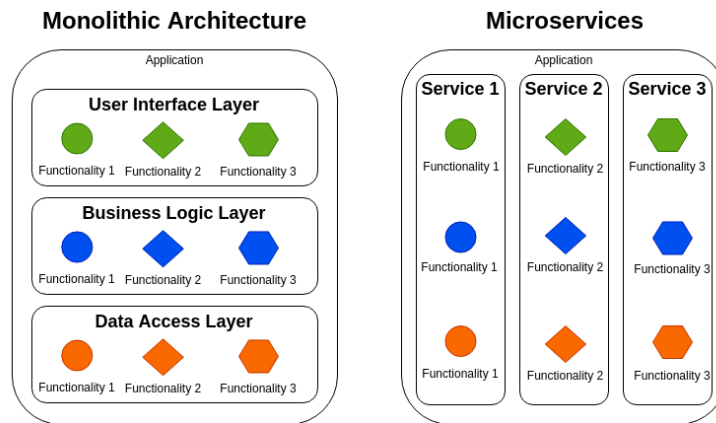 Monolithic Architecture
Application
User Interface Layer
Functionality 1
Functionality 2
Functionality 3
Business Logic Layer
Functionality 1
Functionality 2
Functionality 3
Data Access Layer
Functionality 1
Functionality 2
Functionality 3
Microservices
Application
Service 1
Functionality 1
Functionality 1
Functionality 1
Service 2
Functionality 2
Functionality 2
Functionality 2
Service 3
Functionality 3
Functionality 3
Functionality 3